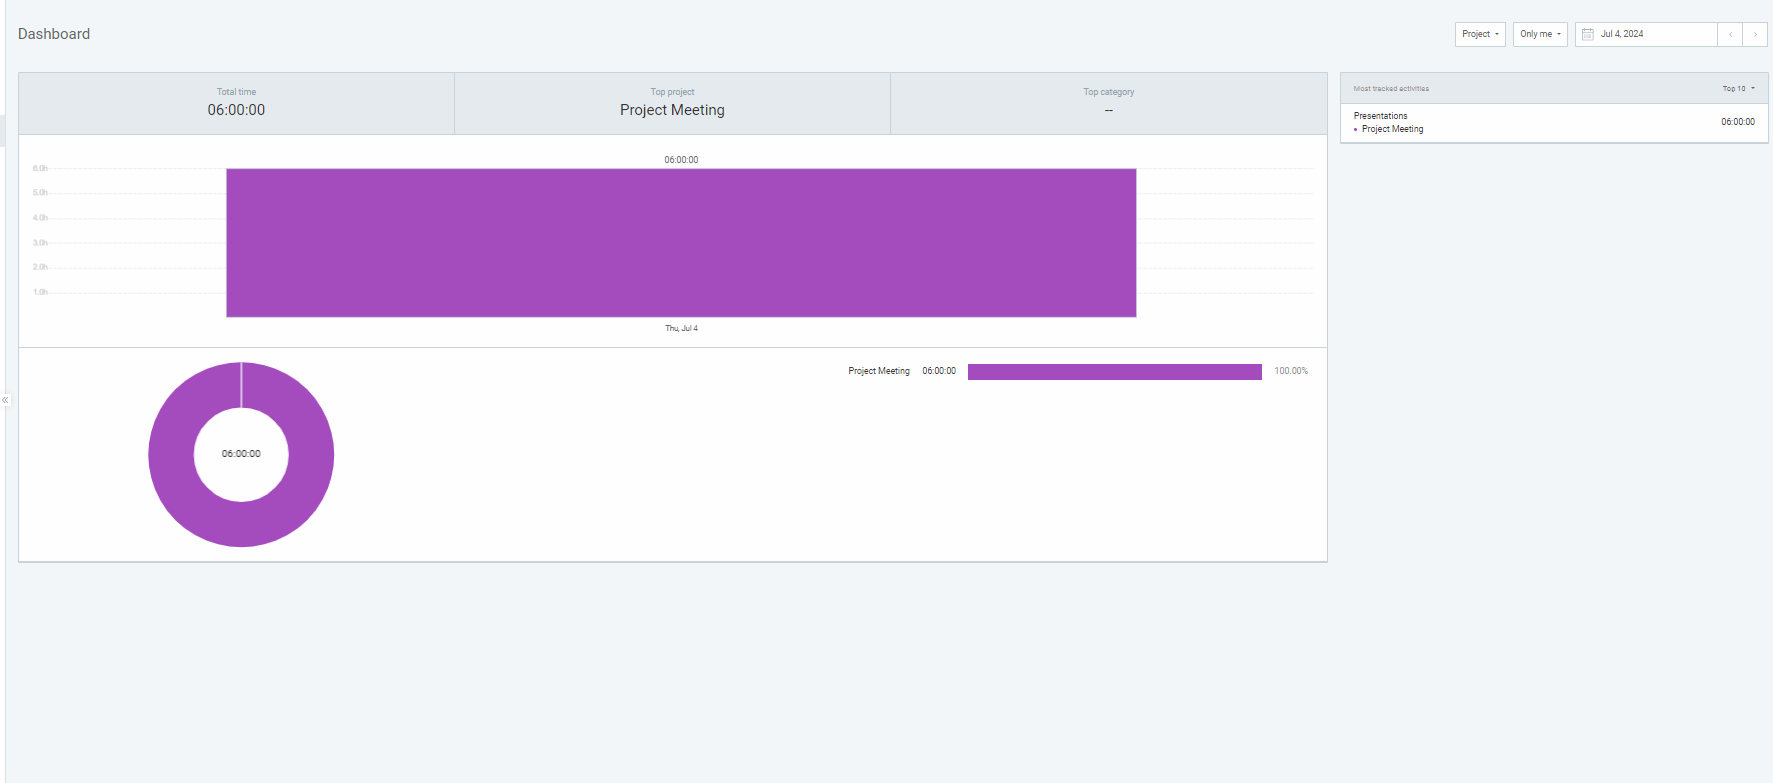 Dashboard
Project
Only me
Jul 4, 2024
Total time
06:00:00
Top project
Project Meeting
Top category
--
Most tracked activities
Top 10
Presentations
Project Meeting
06:00:00
06:00:00
6.0h
5.0h
4.0h
3.0h
2.0h
1.0h
Thu, Jul 4
06:00:00
Project Meeting 06:00:00 100.00%